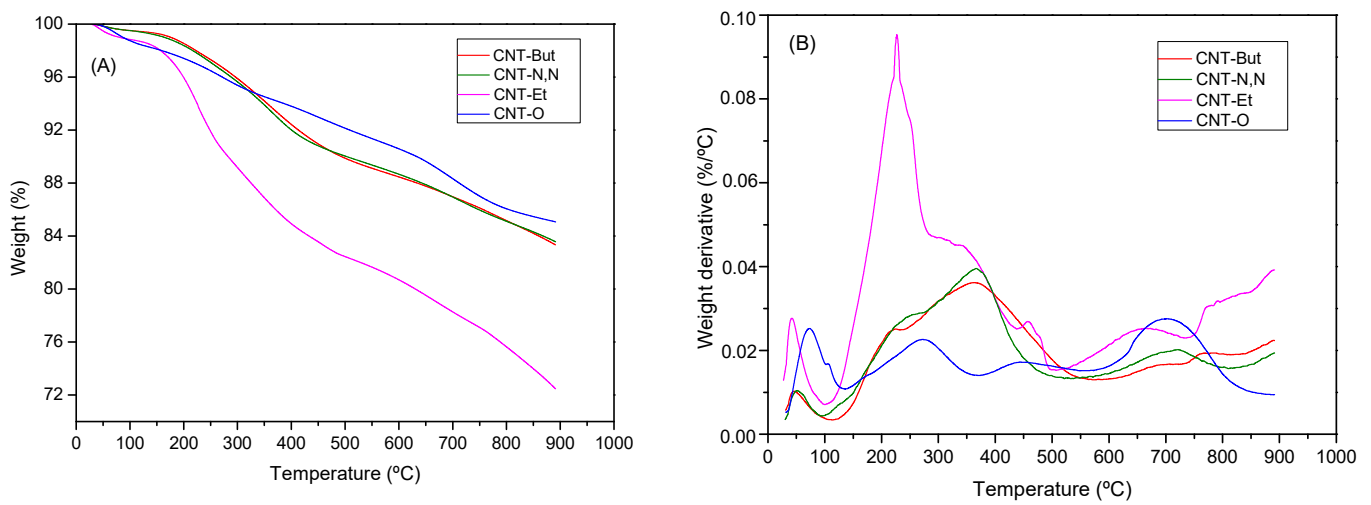 (A)
CNT-But
CNT-N,N
CNT-Et
CNT-O
100
96
92
88
84
80
76
72
Weight (%)
0 100 200 300 400 500 600 700 800 900 1000
Temperature (ºC)
(B)
CNT-But
CNT-N,N
CNT-Et
CNT-O
0.10
0.08
0.06
0.04
0.02
0.00
Weight derivative (%/ºC)
0 100 200 300 400 500 600 700 800 900 1000
Temperature (ºC)